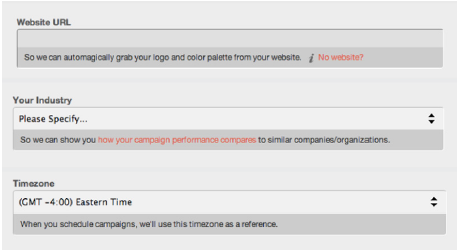 Website URL
So we can automagically grab your logo and color palette from your website. i No website?
Your Industry
Please Specify...
So we can show you how your campaign performance compares to similar companies/organizations.
Timezone
(GMT -4:00) Eastern Time
When you schedule campaigns, we'll use this timezone as a reference.